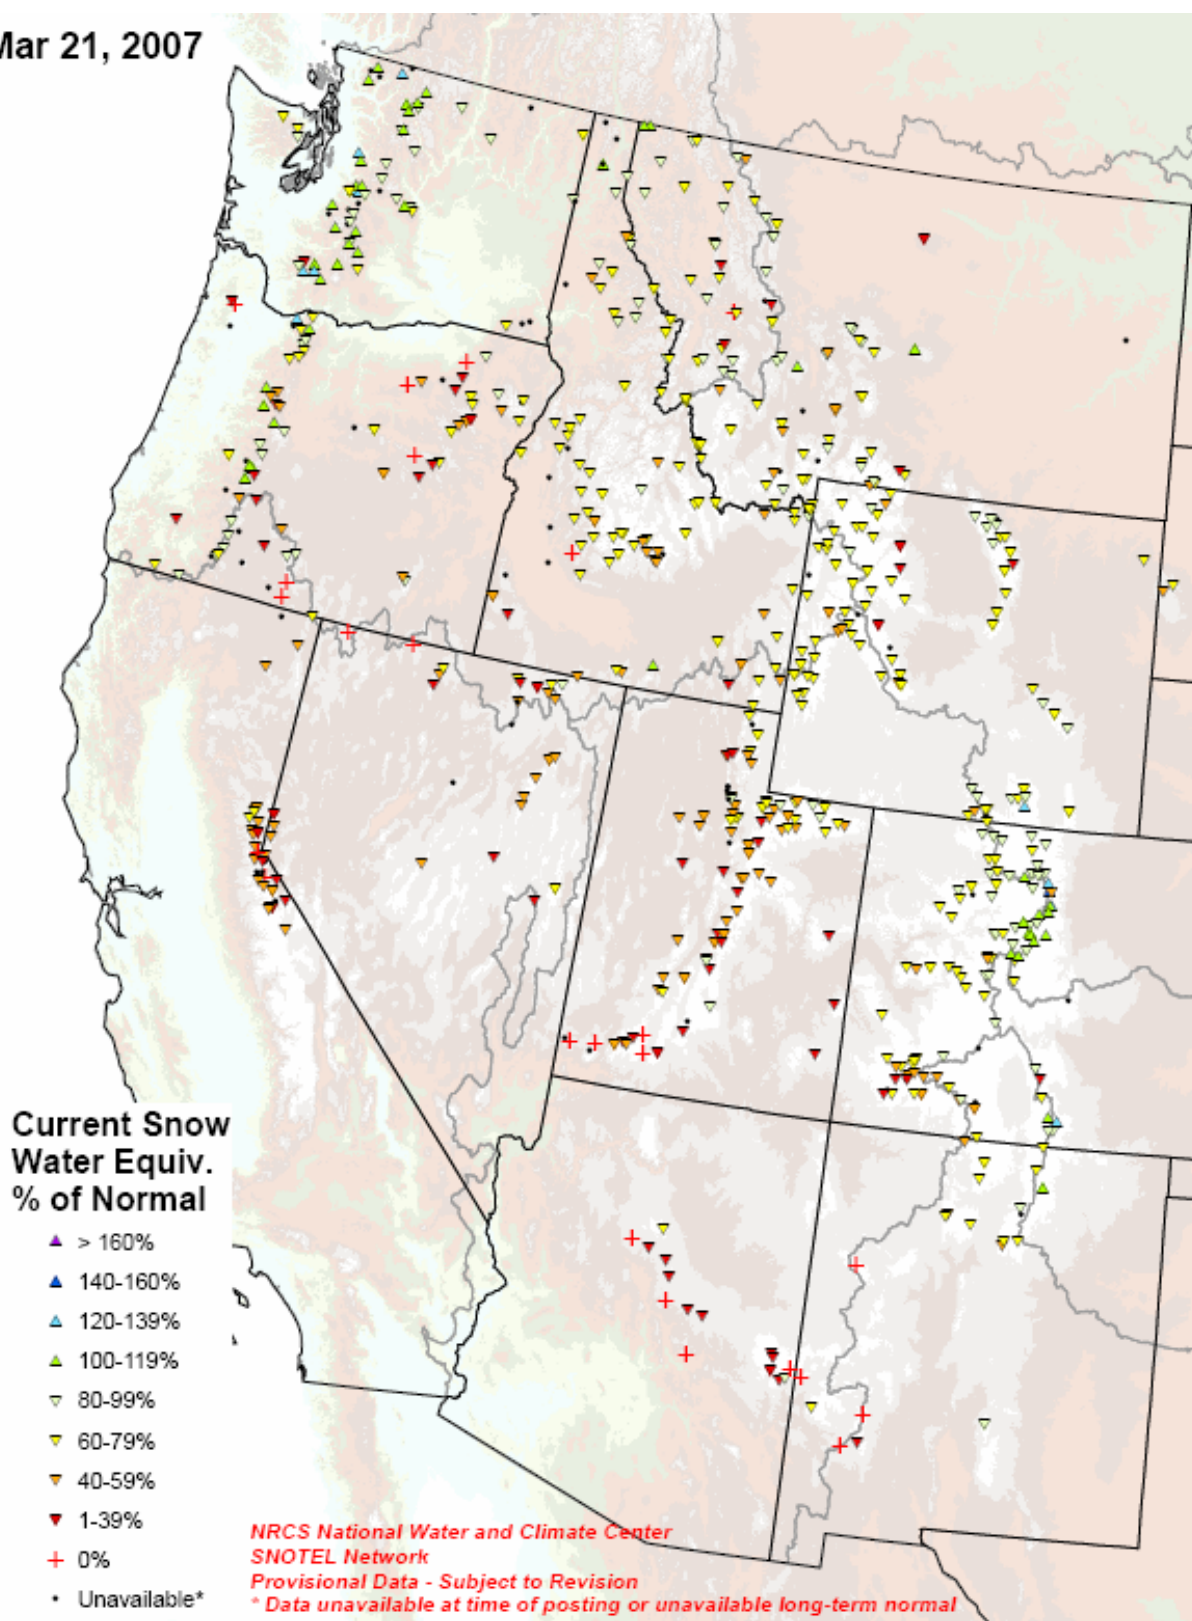 Mar 21, 2007
Current Snow
Water Equiv.
% of Normal
> 160%
140-160%
120-139%
100-119%
80-99%
60-79%
40-59%
1-39%
0%
Unavailable*
NRCS National Water and Climate Center
SNOTEL Network
Provisional Data - Subject to Revision
* Data unavailable at time of posting or unavailable long-term normal